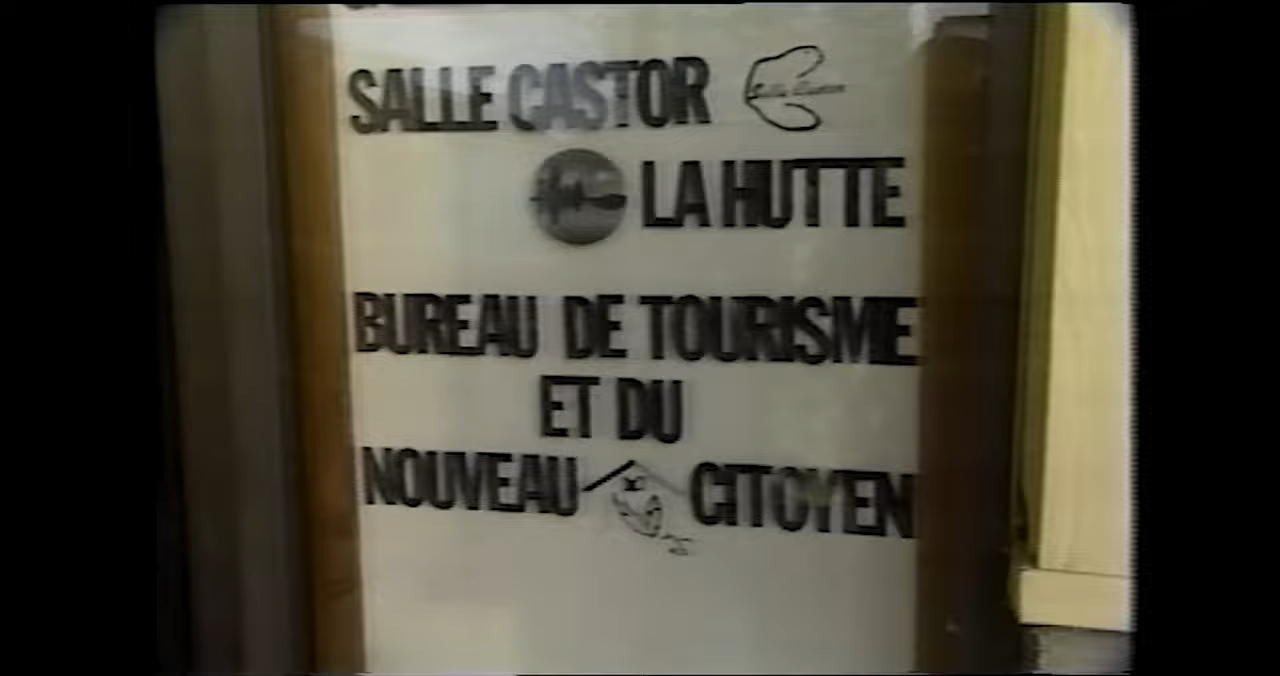 SALLE CASTOR
LA HUTTE
BUREAU DE TOURISME
ET DU
NOUVEAU CITOYEN